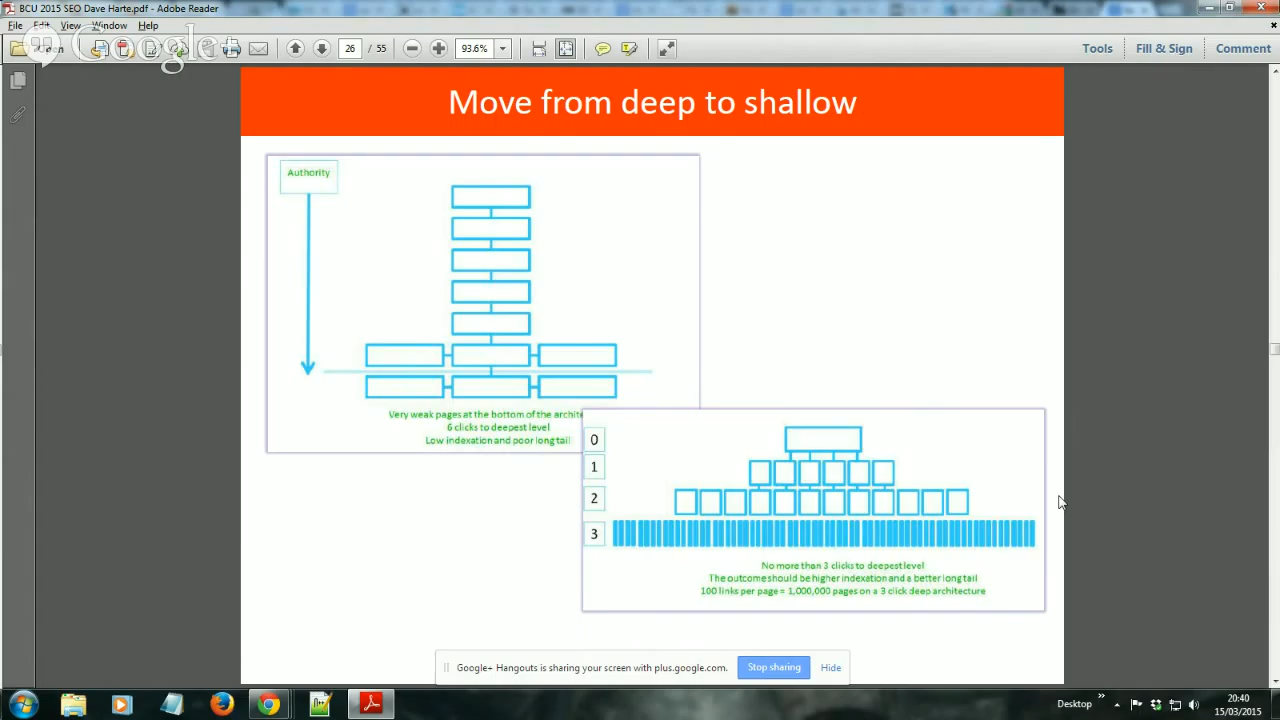 BCU 2015 SEO Dave Harte.pdf - Adobe Reader
File Edit View Window Help
Google
26 / 55
93.6%
Tools
Fill & Sign
Comment
Move from deep to shallow
Authority
Very weak pages at the bottom of the archite
6 clicks to deepest level
Low indexation and poor long tail
0
1
2
3
No more than 3 clicks to deepest level
The outcome should be higher indexation and a better long tail
100 links per page = 1,000,000 pages on a 3 click deep architecture
Google+ Hangouts is sharing your screen with plus.google.com.
Stop sharing
Hide
Desktop
20:40
15/03/2015